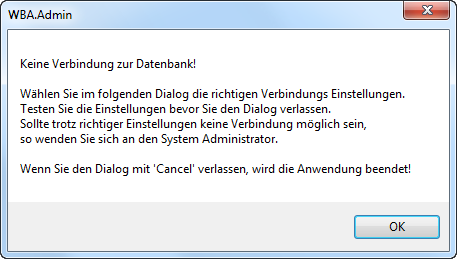 WBA.Admin
Keine Verbindung zur Datenbank!
Wählen Sie im folgenden Dialog die richtigen Verbindungs Einstellungen.
Testen Sie die Einstellungen bevor Sie den Dialog verlassen.
Sollte trotz richtiger Einstellungen keine Verbindung möglich sein,
so wenden Sie sich an den System Administrator.
Wenn Sie den Dialog mit 'Cancel' verlassen, wird die Anwendung beendet!
OK